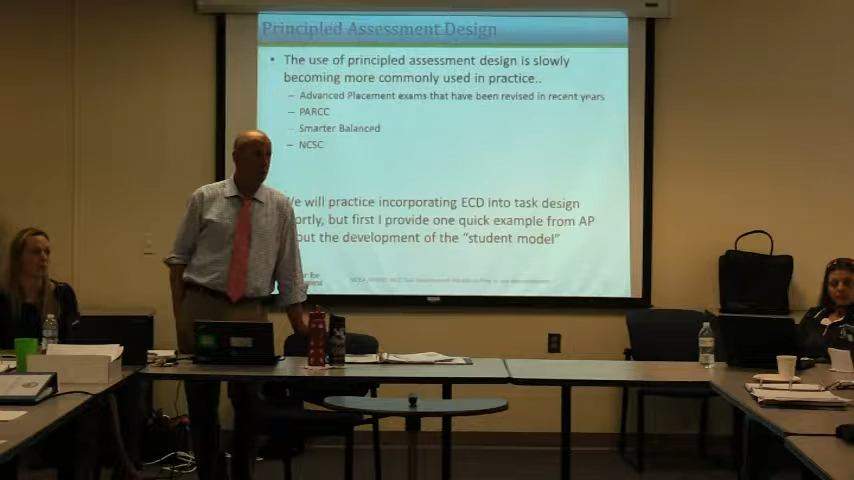 Principled Assessment Design
• The use of principled assessment design is slowly
becoming more commonly used in practice..
– Advanced Placement exams that have been revised in recent years
– PARCC
– Smarter Balanced
– NCSC
e will practice incorporating ECD into task design
ortly, but first I provide one quick example from AP
out the development of the “student model”
r for the